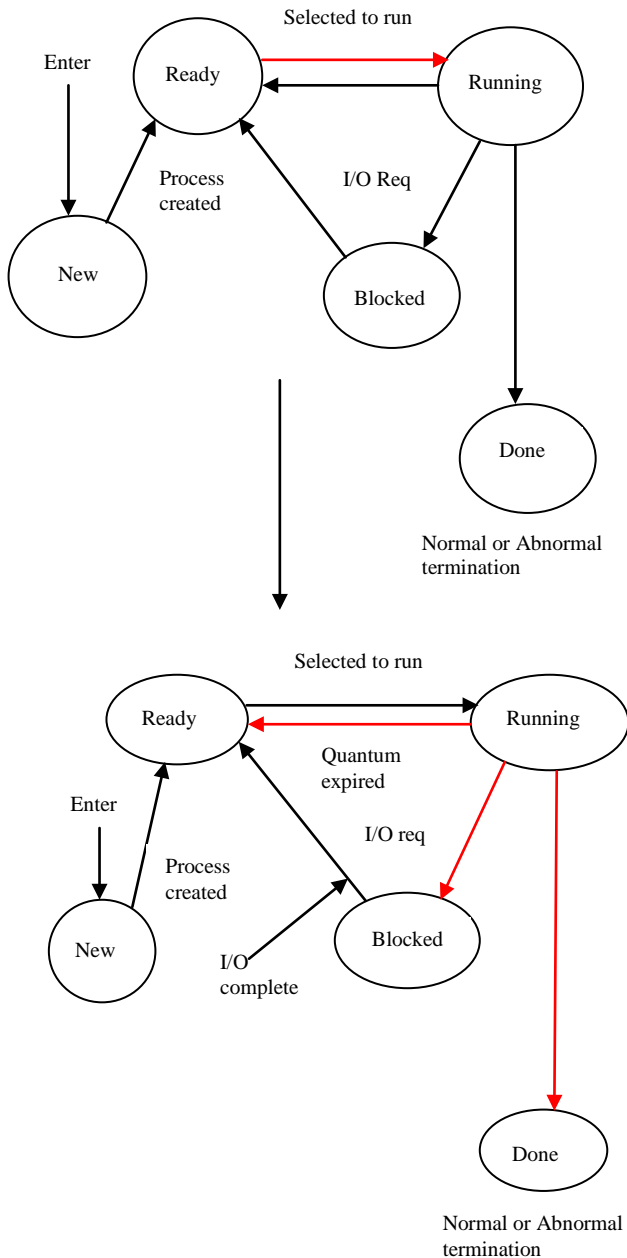 Selected to run
Enter
Ready
Running
Process
created
I/O Req
New
Blocked
Done
Normal or Abnormal
termination
Selected to run
Ready
Running
Quantum
expired
Enter
I/O req
Process
created
New
Blocked
I/O
complete
Done
Normal or Abnormal
termination